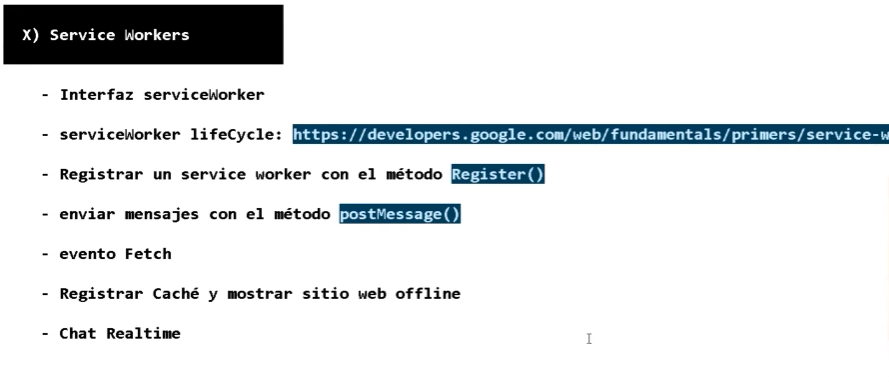 X) Service Workers
- Interfaz serviceWorker
- serviceWorker lifeCycle: https://developers.google.com/web/fundamentals/primers/service-w
- Registrar un service worker con el método Register()
- enviar mensajes con el método postMessage()
- evento Fetch
- Registrar Caché y mostrar sitio web offline
- Chat Realtime